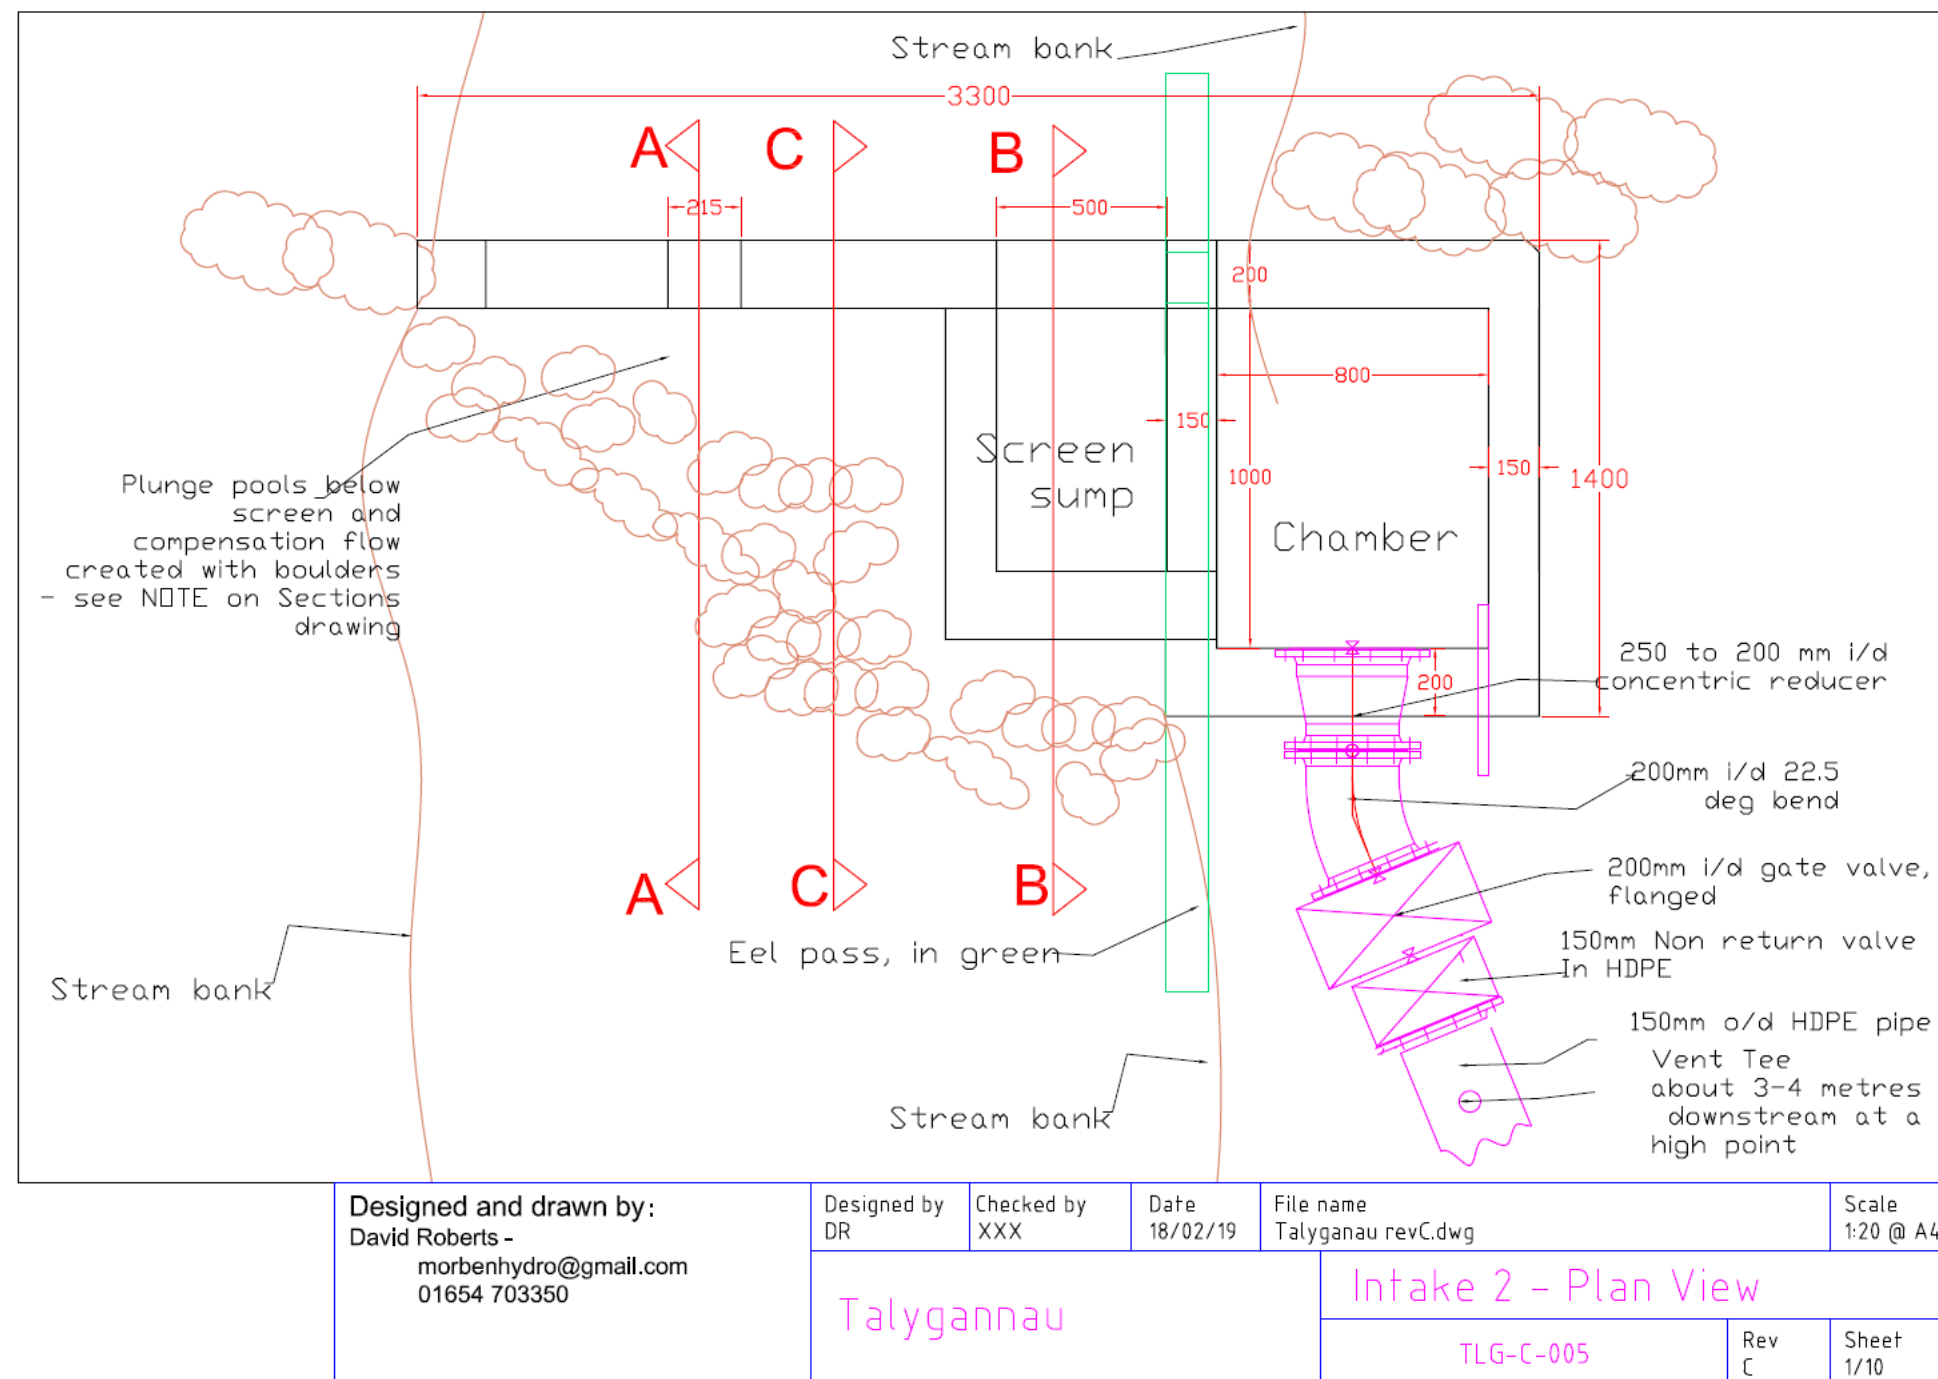 Stream bank
3300
A
C
B
215
500
200
800
150
Screen
sump
1000
150
1400
Chamber
Plunge pools below
screen and
compensation flow
created with boulders
- see NOTE on Sections
drawing
200
250 to 200 mm i/d
concentric reducer
200mm i/d 22.5
deg bend
A
C
B
200mm i/d gate valve,
flanged
Eel pass, in green
150mm Non return valve
In HDPE
Stream bank
150mm o/d HDPE pipe
Vent Tee
about 3-4 metres
downstream at a
high point
Stream bank
Designed and drawn by:
David Roberts -
morbenhydro@gmail.com
01654 703350
Designed by
DR
Checked by
XXX
Date
18/02/19
File name
Talyganau revC.dwg
Scale
1:20 @ A4
Talygannau
Intake 2 - Plan View
TLG-C-005
Rev
C
Sheet
1/10